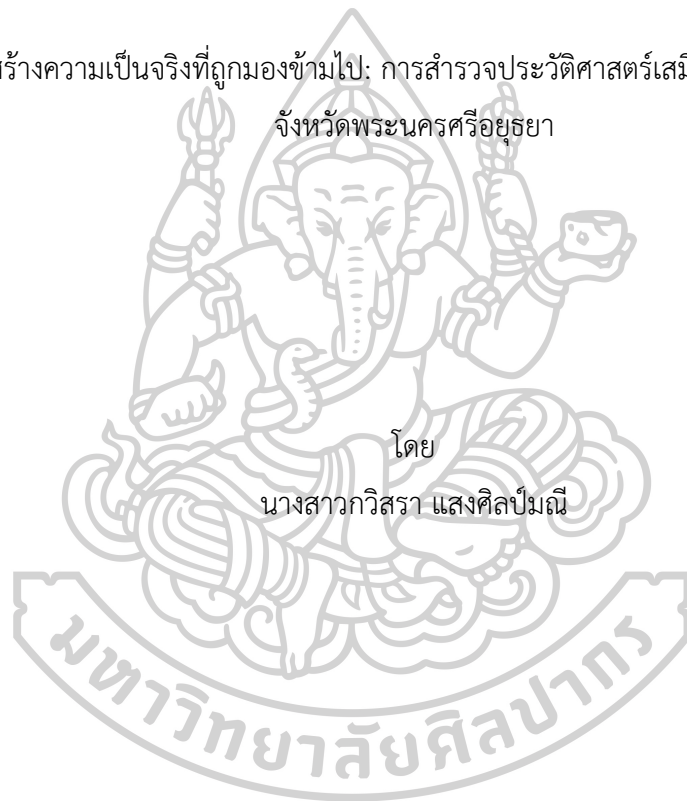 สร้างความเป็นจริงที่ถูกมองข้ามไป: การสำรวจประวัติศาสตร์
จังหวัดพระนครศรีอยุธยา
โดย
นางสาวกวิสรา แสงศิลป์มณี
มหาวิทยาลัยศิลปากร